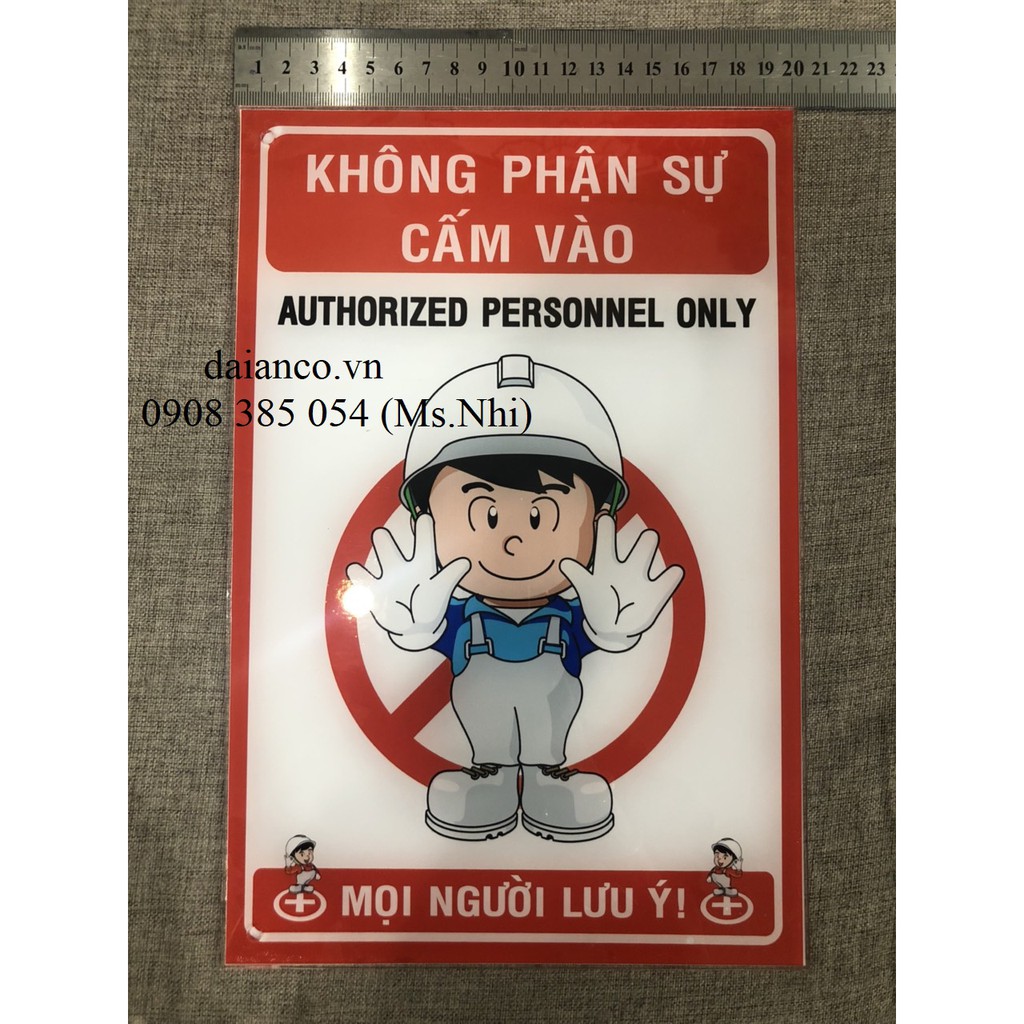 1 2 3 4 5 6 7 8 9 10 11 12 13 14 15 16 17 18 19 20 21 22 23
KHÔNG PHẬN SỰ
CẤM VÀO
AUTHORIZED PERSONNEL ONLY
daianco.vn
0908 385 054 (Ms.Nhi)
MỌI NGƯỜI LƯU Ý!